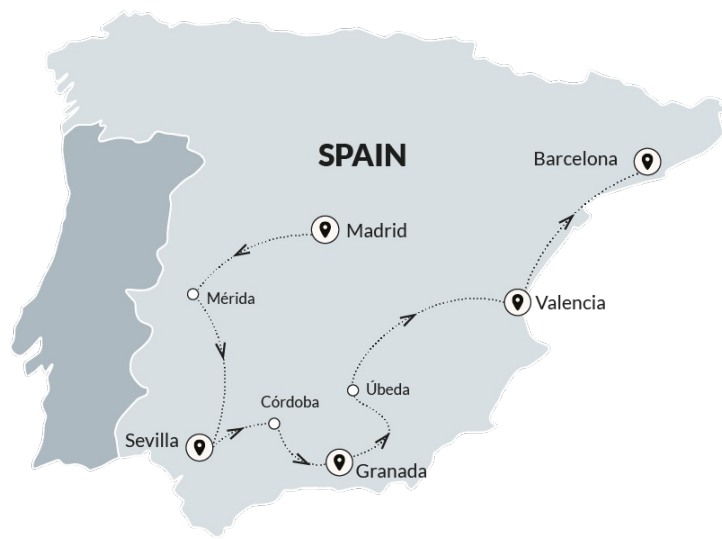 SPAIN
Barcelona
Madrid
Mérida
Valencia
Úbeda
Córdoba
Sevilla
Granada